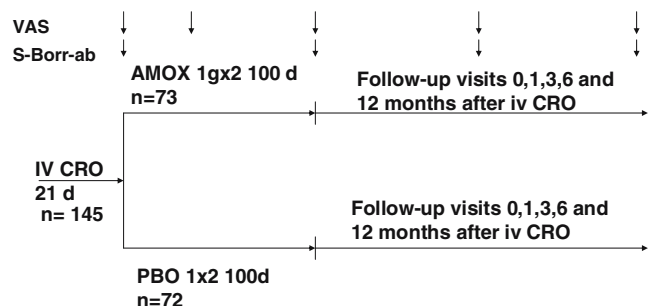 VAS
S-Borr-ab
AMOX 1gx2 100 d
n=73
Follow-up visits 0,1,3,6 and
12 months after iv CRO
IV CRO
21 d
n= 145
Follow-up visits 0,1,3,6 and
12 months after iv CRO
PBO 1x2 100d
n=72